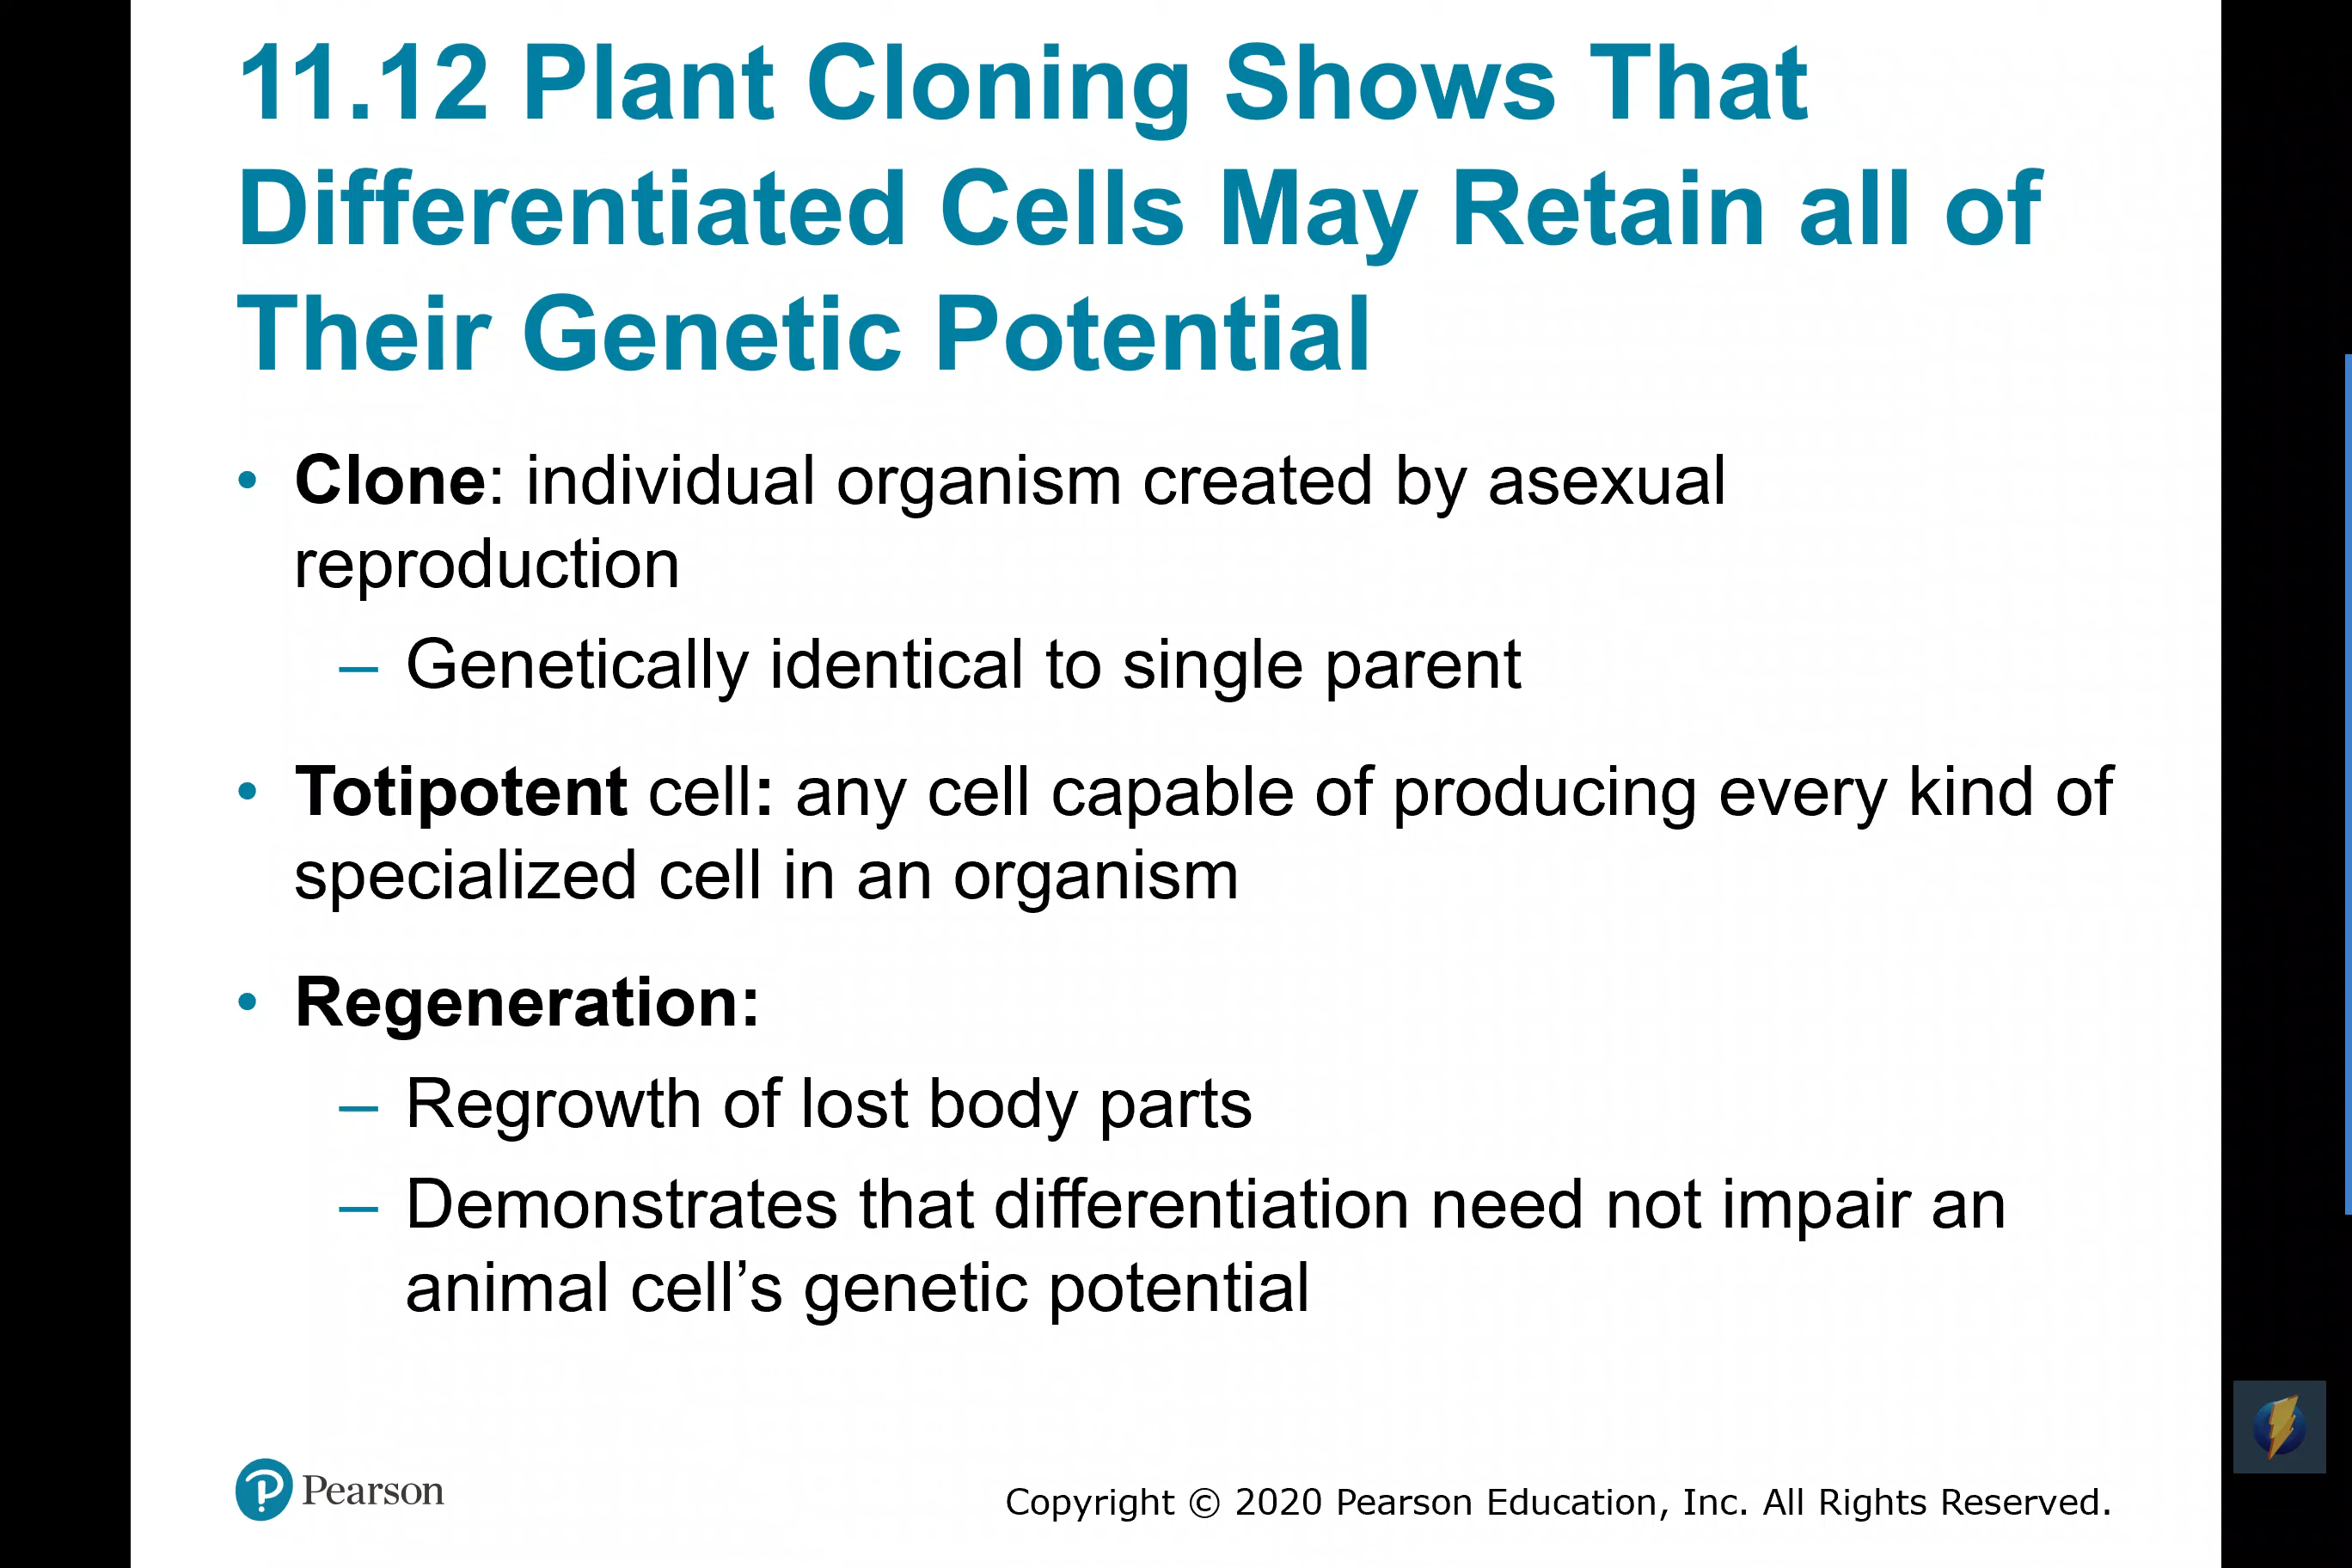 11.12 Plant Cloning Shows That
Differentiated Cells May Retain all of
Their Genetic Potential
• Clone: individual organism created by asexual
reproduction
– Genetically identical to single parent
• Totipotent cell: any cell capable of producing every kind of
specialized cell in an organism
• Regeneration:
– Regrowth of lost body parts
– Demonstrates that differentiation need not impair an
animal cell’s genetic potential
Pearson
Copyright © 2020 Pearson Education, Inc. All Rights Reserved.